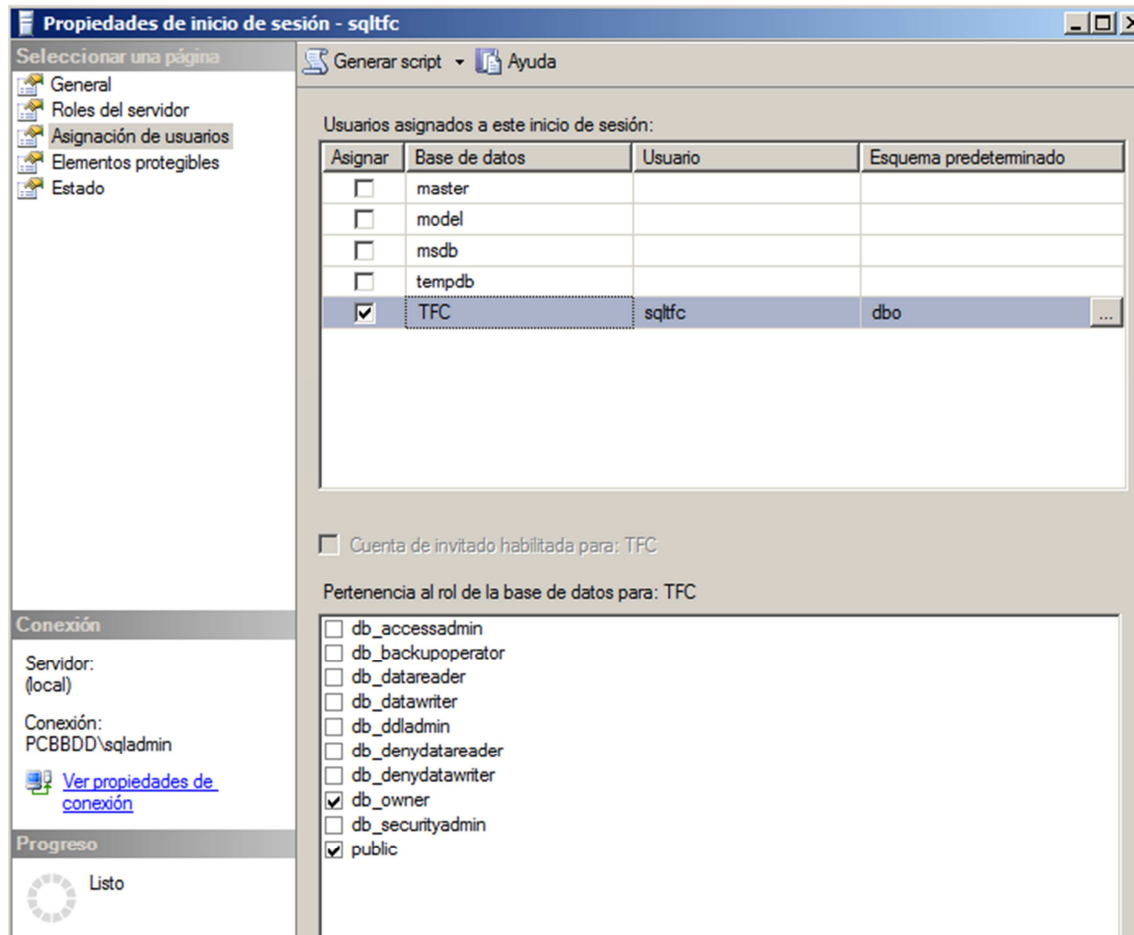 Propiedades de inicio de sesión - sqltfc
Seleccionar una página
General
Roles del servidor
Asignación de usuarios
Elementos protegibles
Estado
Generar script
Ayuda
Usuarios asignados a este inicio de sesión:
Asignar Base de datos Usuario Esquema predeterminado
master
model
msdb
tempdb
TFC sqltfc dbo ...
Cuenta de invitado habilitada para: TFC
Pertenencia al rol de la base de datos para: TFC
db_accessadmin
db_backupoperator
db_datareader
db_datawriter
db_ddladmin
db_denydatareader
db_denydatawriter
db_owner
db_securityadmin
public
Conexión
Servidor:
(local)
Conexión:
PCBBDD\sqladmin
Ver propiedades de
conexión
Progreso
Listo